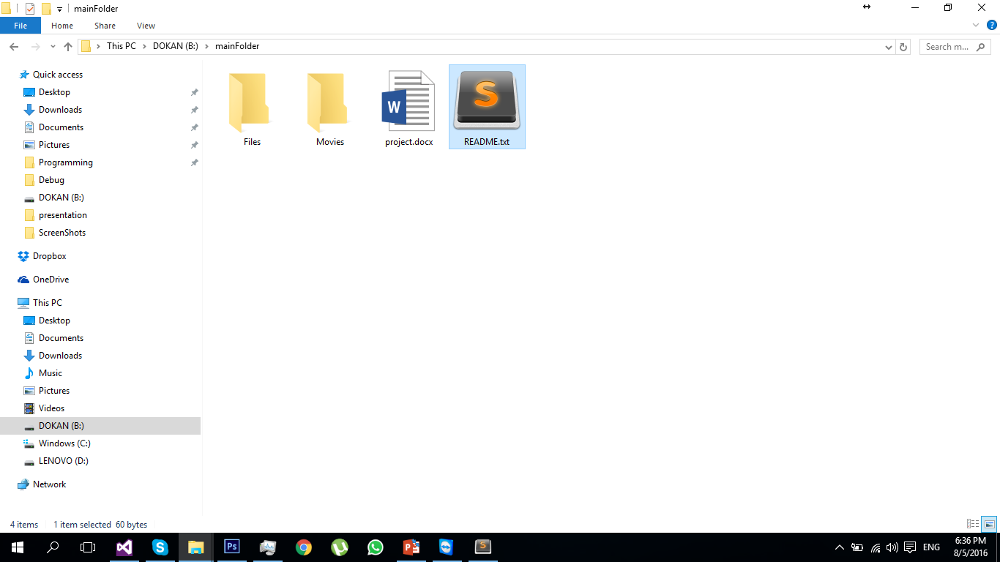 mainFolder
File Home Share View
This PC DOKAN (B:) mainFolder
Search m...
Quick access
Desktop
Downloads
Documents
Pictures
Programming
Debug
DOKAN (B:)
presentation
ScreenShots
Dropbox
OneDrive
This PC
Desktop
Documents
Downloads
Music
Pictures
Videos
DOKAN (B:)
Windows (C:)
LENOVO (D:)
Network
W
S
Files Movies project.docx README.txt
4 items 1 item selected 60 bytes
S Ps P S
ENG
6:36 PM
8/5/2016